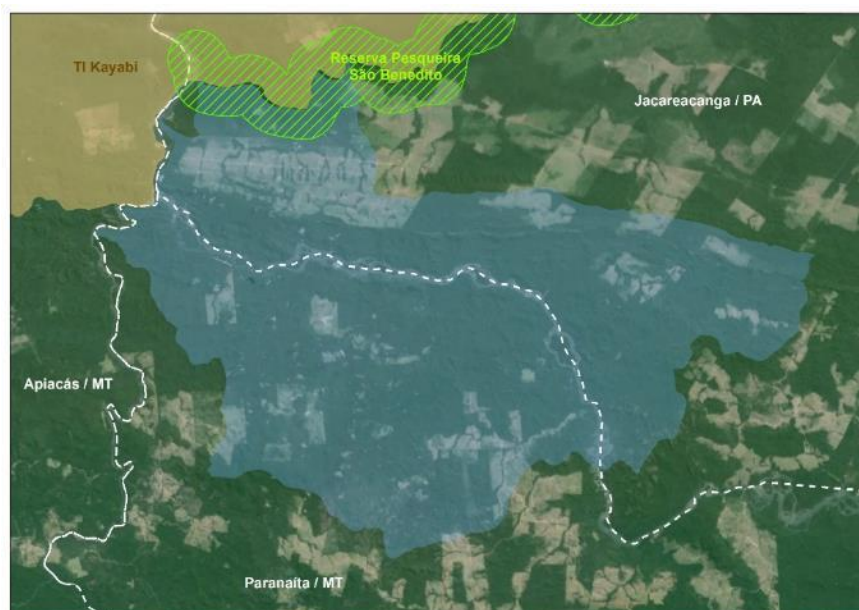 Reserva Pesqueira
São Benedito
TI Kayabi
Jacareacanga / PA
Apiacás / MT
Paranaíta / MT